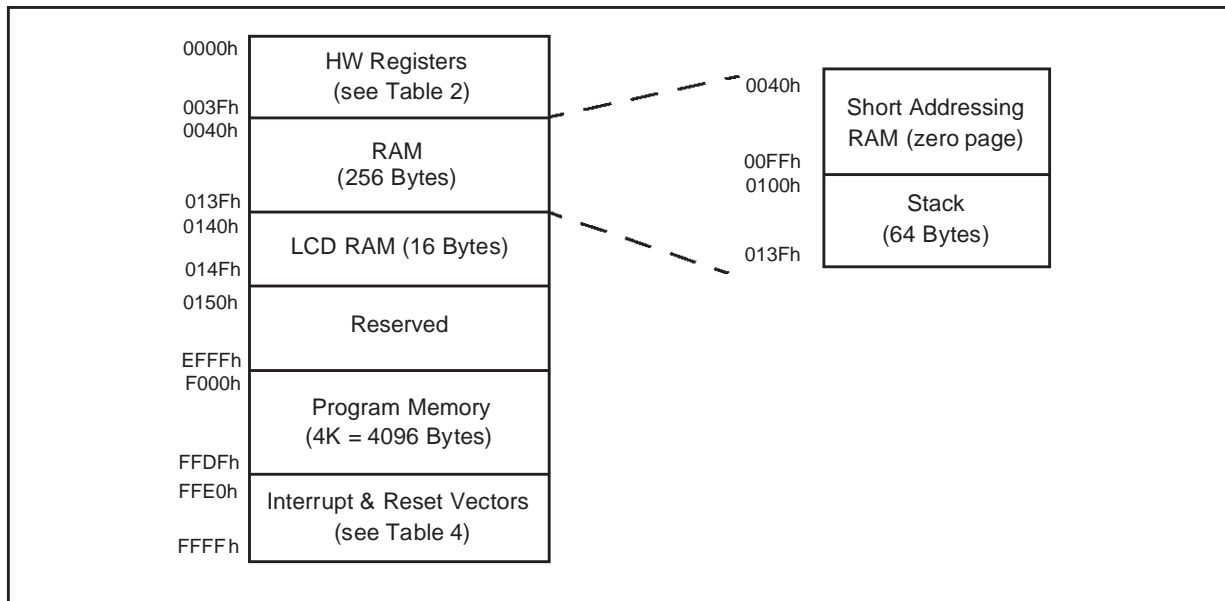 0000h
HW Registers
(see Table 2)
003Fh
0040h
RAM
(256 Bytes)
013Fh
0140h
LCD RAM (16 Bytes)
014Fh
0150h
Reserved
EFFFh
F000h
Program Memory
(4K = 4096 Bytes)
FFDFh
FFE0h
Interrupt & Reset Vectors
(see Table 4)
FFFFh
0040h
Short Addressing
RAM (zero page)
00FFh
0100h
Stack
(64 Bytes)
013Fh